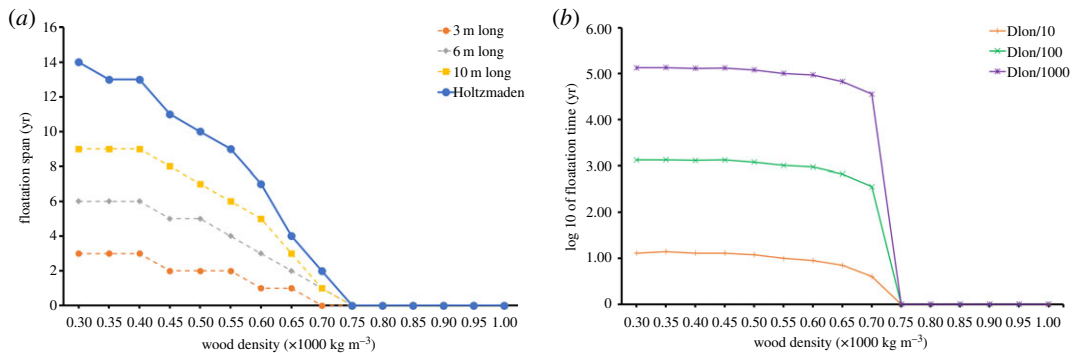 (a)
16
14
12
10
8
6
4
2
0
floatation span (yr)
0.30 0.35 0.40 0.45 0.50 0.55 0.60 0.65 0.70 0.75 0.80 0.85 0.90 0.95 1.00
wood density (×1000 kg m⁻³)
3 m long
6 m long
10 m long
Holtzmaden
(b)
6.00
5.00
4.00
3.00
2.00
1.00
0
log 10 of floatation time (yr)
0.30 0.35 0.40 0.45 0.50 0.55 0.60 0.65 0.70 0.75 0.80 0.85 0.90 0.95 1.00
wood density (×1000 kg m⁻³)
Dlon/10
Dlon/100
Dlon/1000